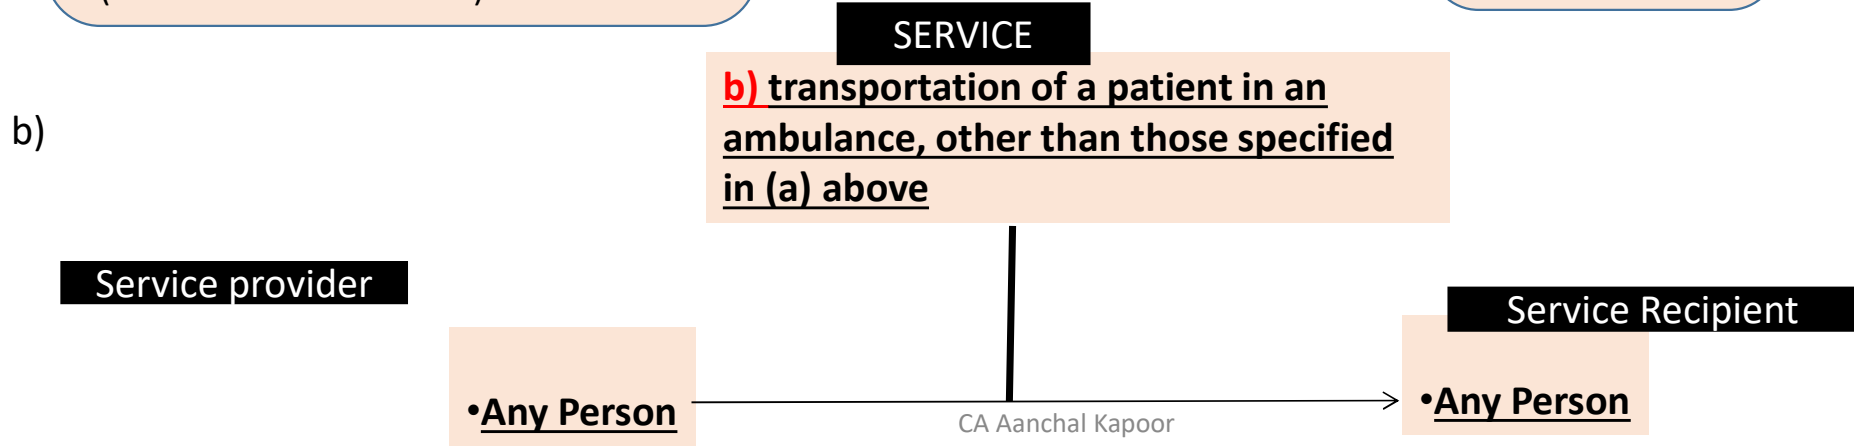 SERVICE
b) transportation of a patient in an
ambulance, other than those specified
in (a) above
b)
Service provider
Service Recipient
•Any Person
•Any Person
CA Aanchal Kapoor